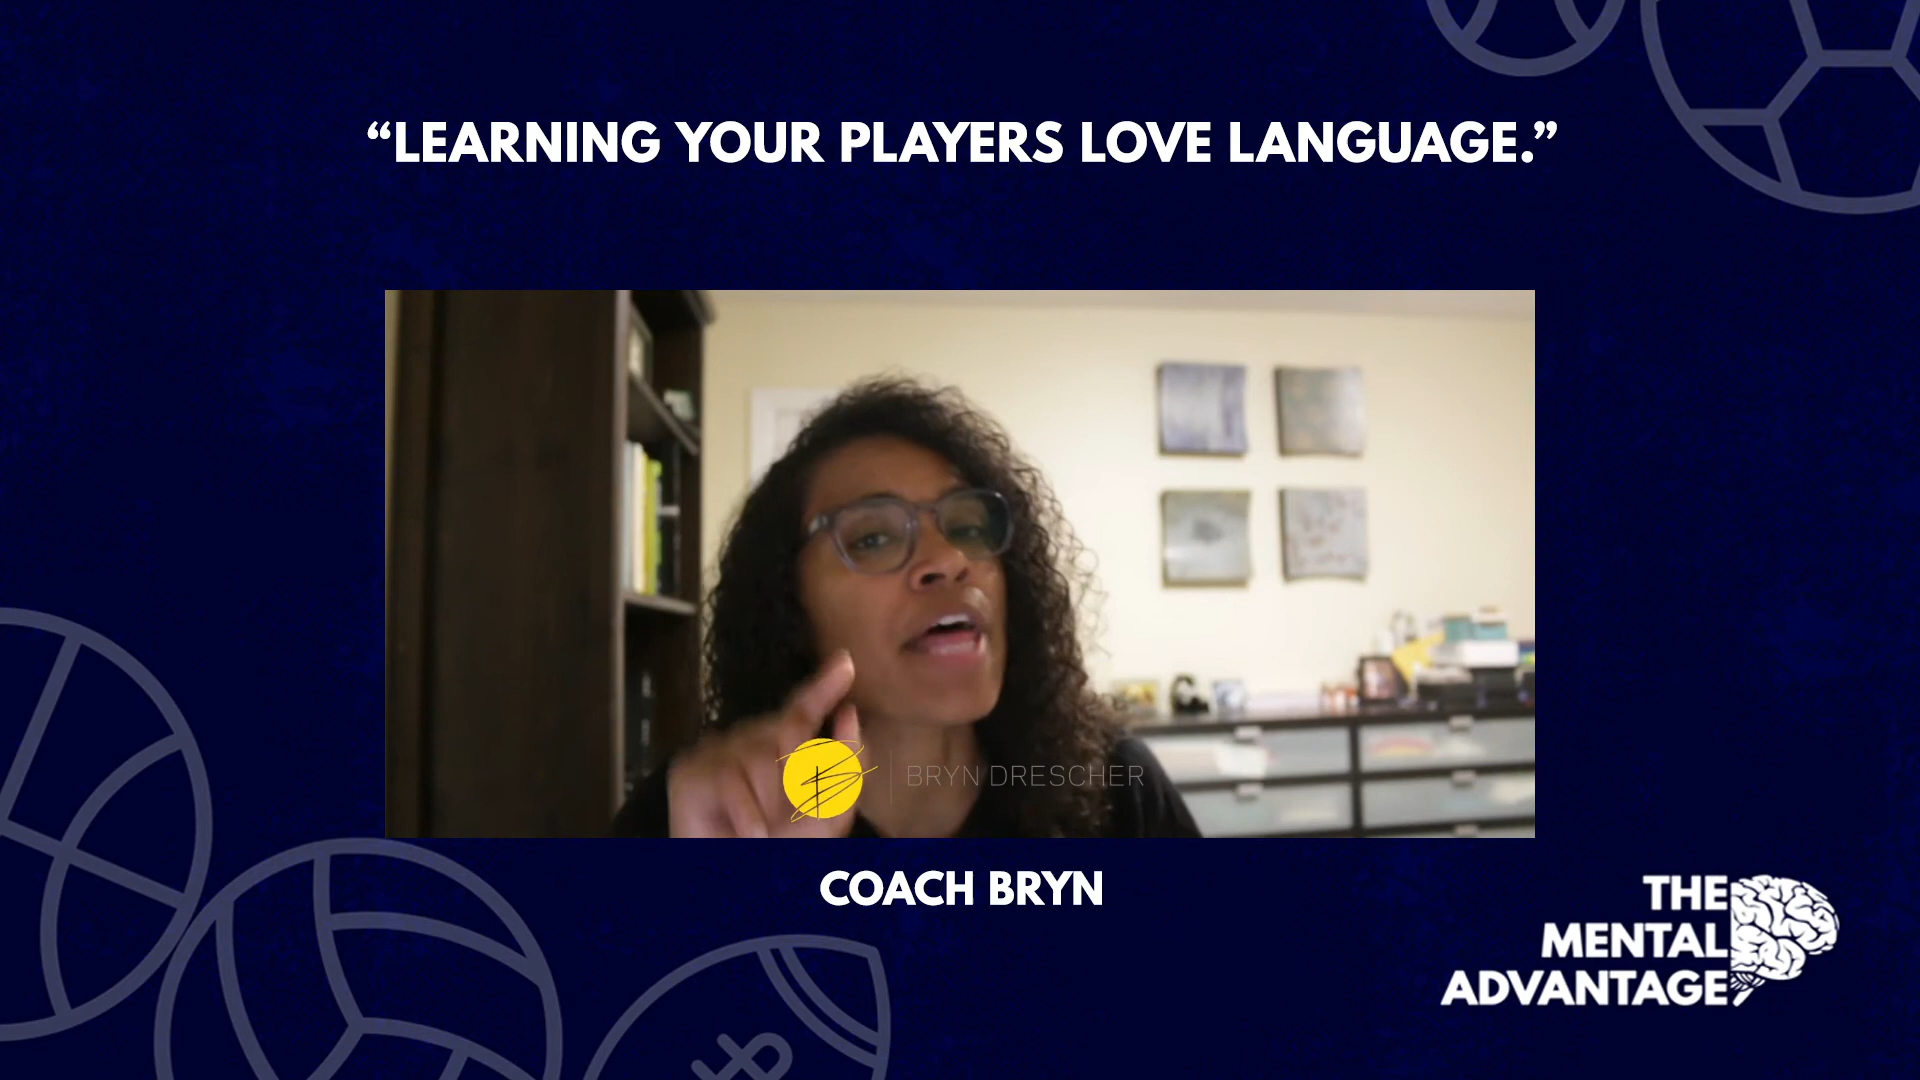 “LEARNING YOUR PLAYERS LOVE LANGUAGE.”
BRYN DRESCHER
COACH BRYN
THE
MENTAL
ADVANTAGE